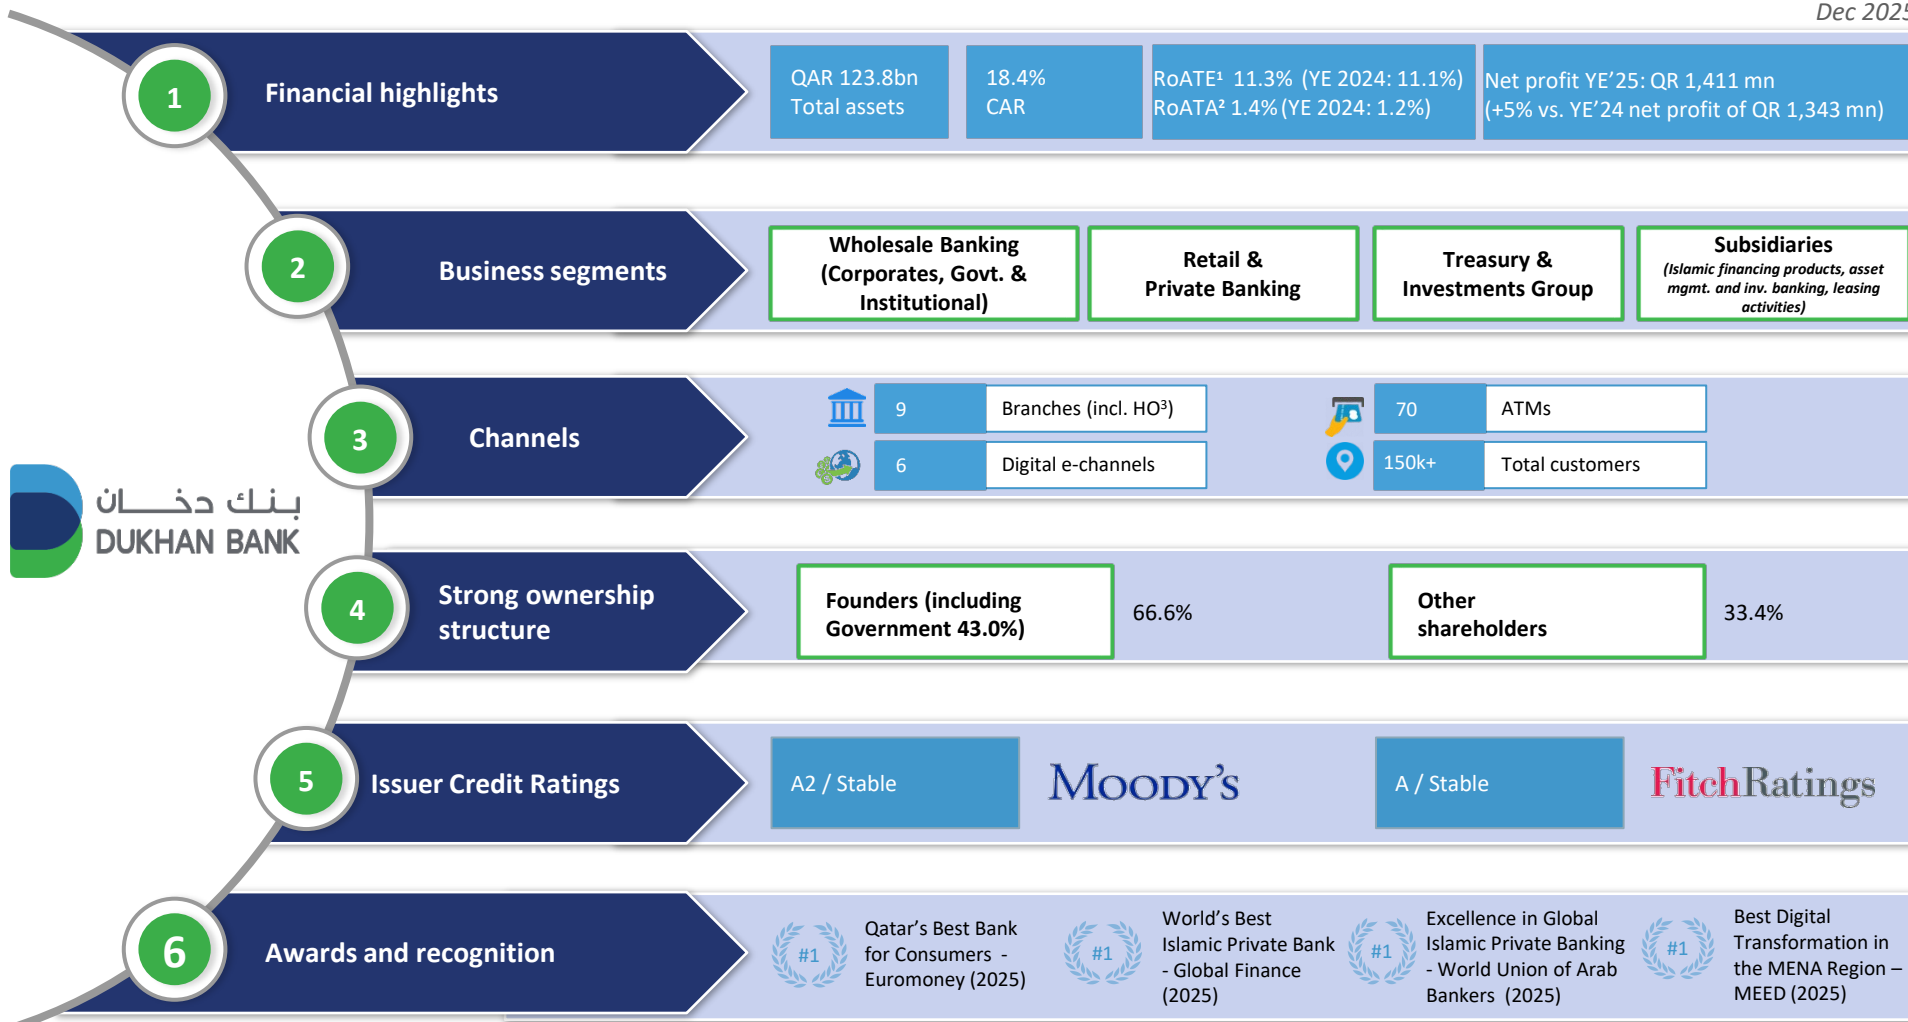 Dec 2025
1
Financial highlights
QAR 123.8bn
Total assets
18.4%
CAR
RoATE¹ 11.3% (YE 2024: 11.1%)
RoATA² 1.4% (YE 2024: 1.2%)
Net profit YE’25: QR 1,411 mn
(+5% vs. YE’24 net profit of QR 1,343 mn)
2
Business segments
Wholesale Banking
(Corporates, Govt. &
Institutional)
Retail &
Private Banking
Treasury &
Investments Group
Subsidiaries
(Islamic financing products, asset
mgmt. and inv. banking, leasing
activities)
3
Channels
9
Branches (incl. HO³)
70
ATMs
6
Digital e-channels
150k+
Total customers
بنك دخان
DUKHAN BANK
4
Strong ownership
structure
Founders (including
Government 43.0%)
66.6%
Other
shareholders
33.4%
5
Issuer Credit Ratings
A2 / Stable
MOODY’S
A / Stable
FitchRatings
6
Awards and recognition
#1
Qatar’s Best Bank
for Consumers -
Euromoney (2025)
#1
World’s Best
Islamic Private Bank
- Global Finance
(2025)
#1
Excellence in Global
Islamic Private Banking
- World Union of Arab
Bankers (2025)
#1
Best Digital
Transformation in
the MENA Region –
MEED (2025)